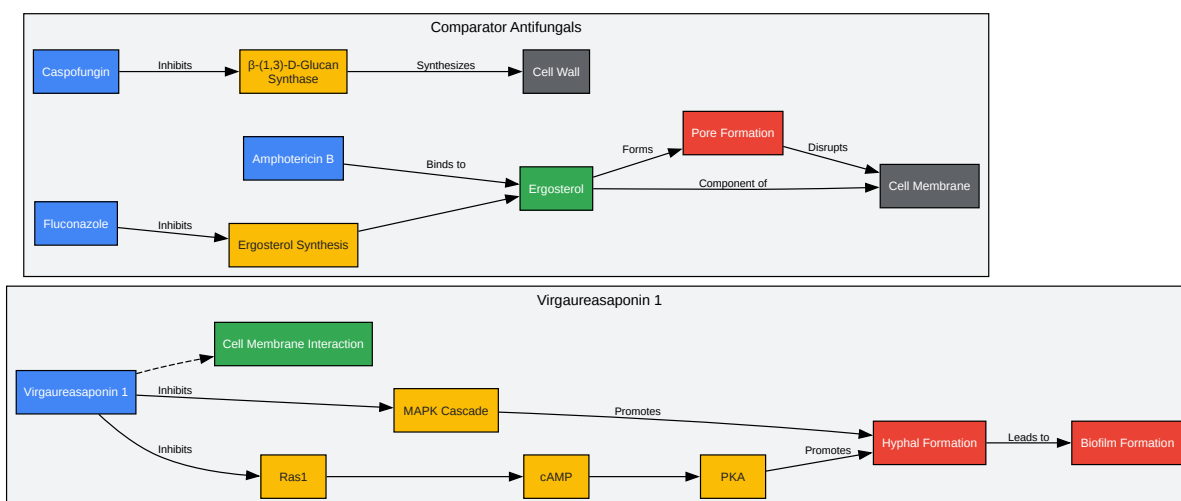 Comparator Antifungals
Caspofungin
Inhibits
β-(1,3)-D-Glucan
Synthase
Synthesizes
Cell Wall
Amphotericin B
Binds to
Ergosterol
Forms
Pore Formation
Disrupts
Component of
Cell Membrane
Fluconazole
Inhibits
Ergosterol Synthesis
Virgaureasaponin 1
Cell Membrane Interaction
Virgaureasaponin 1
Inhibits
MAPK Cascade
Promotes
Hyphal Formation
Leads to
Biofilm Formation
Inhibits
Ras1
cAMP
PKA
Promotes